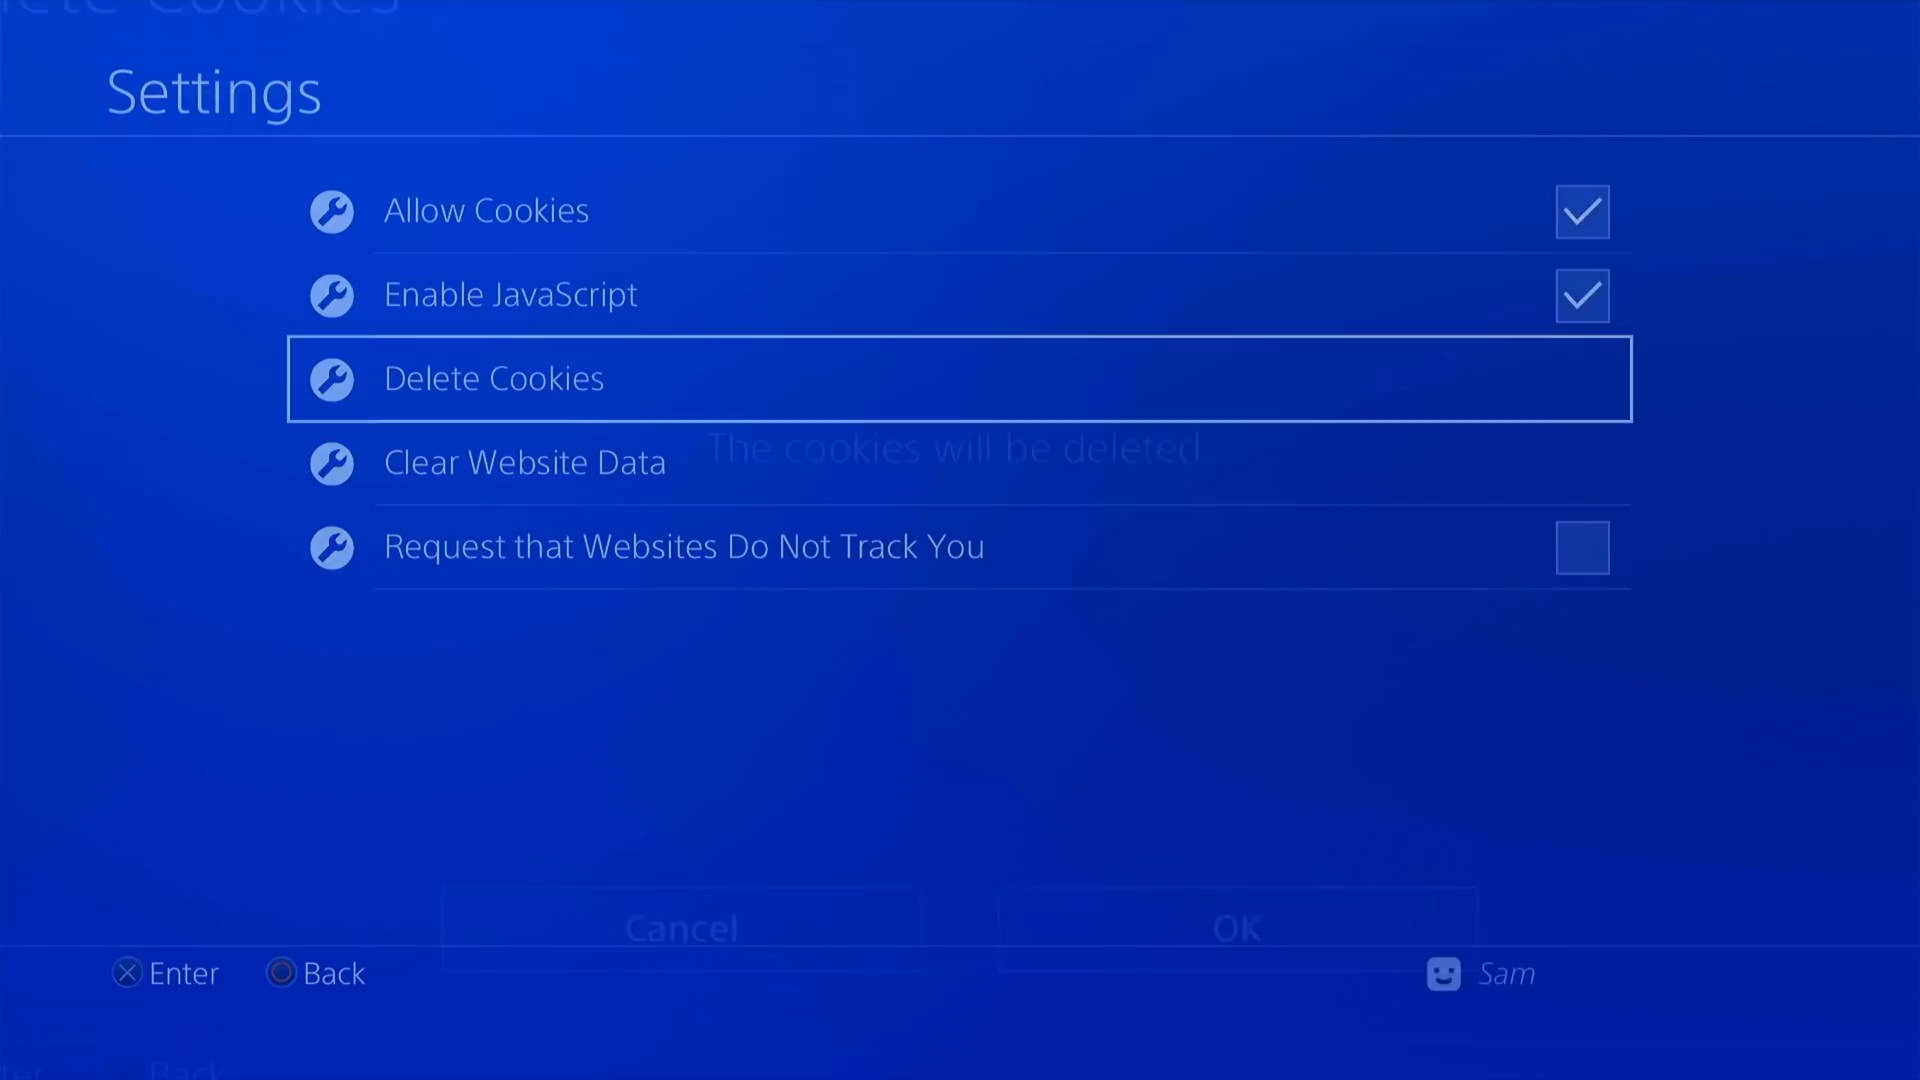 Settings
Allow Cookies
Enable JavaScript
Delete Cookies
The cookies will be deleted
Clear Website Data
Request that Websites Do Not Track You
Cancel
OK
Enter
Back
Sam
Back